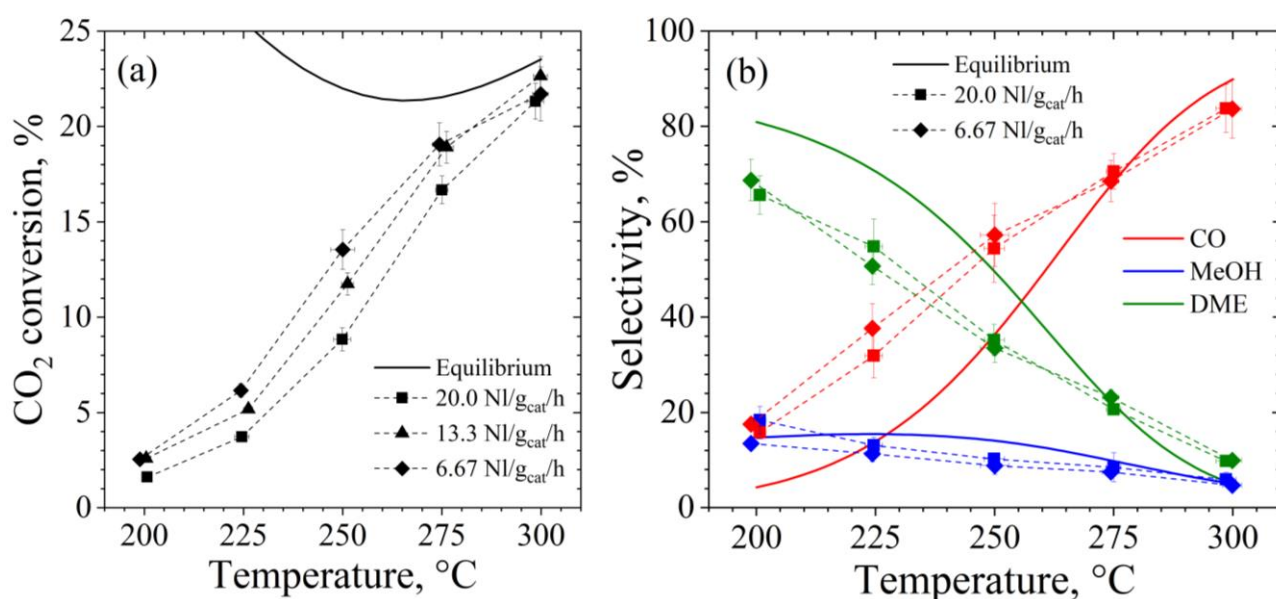 (a)
CO2 conversion, %
25
20
15
10
5
0
Equilibrium
20.0 Nl/gcat/h
13.3 Nl/gcat/h
6.67 Nl/gcat/h
200 225 250 275 300
Temperature, °C
(b)
Selectivity, %
100
80
60
40
20
0
Equilibrium
20.0 Nl/gcat/h
6.67 Nl/gcat/h
CO
MeOH
DME
200 225 250 275 300
Temperature, °C